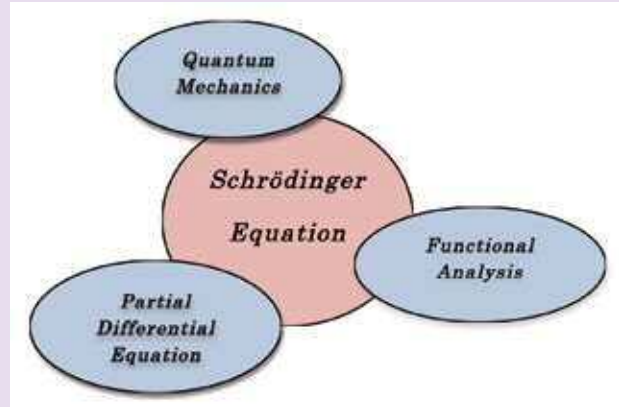 Quantum
Mechanics
Schrödinger
Equation
Functional
Analysis
Partial
Differential
Equation